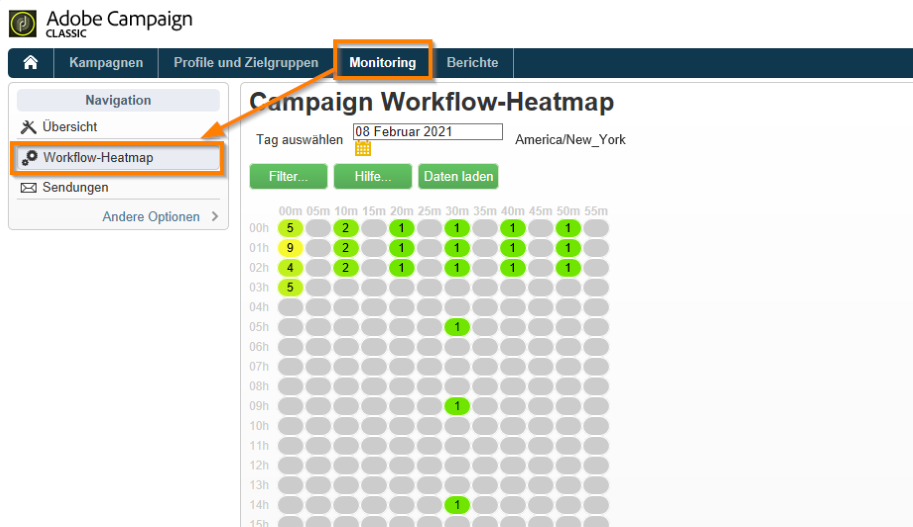 Adobe Campaign
CLASSIC
Kampagnen Profile und Zielgruppen Monitoring Berichte
Navigation
Übersicht
Workflow-Heatmap
Sendungen
Andere Optionen
Campaign Workflow-Heatmap
Tag auswählen 08 Februar 2021 America/New_York
Filter... Hilfe... Daten laden
00m 05m 10m 15m 20m 25m 30m 35m 40m 45m 50m 55m
00h 5 2 1 1 1 1
01h 9 2 1 1 1 1
02h 4 2 1 1 1 1
03h 5
04h
05h 1
06h
07h
08h
09h 1
10h
11h
12h
13h
14h 1
15h